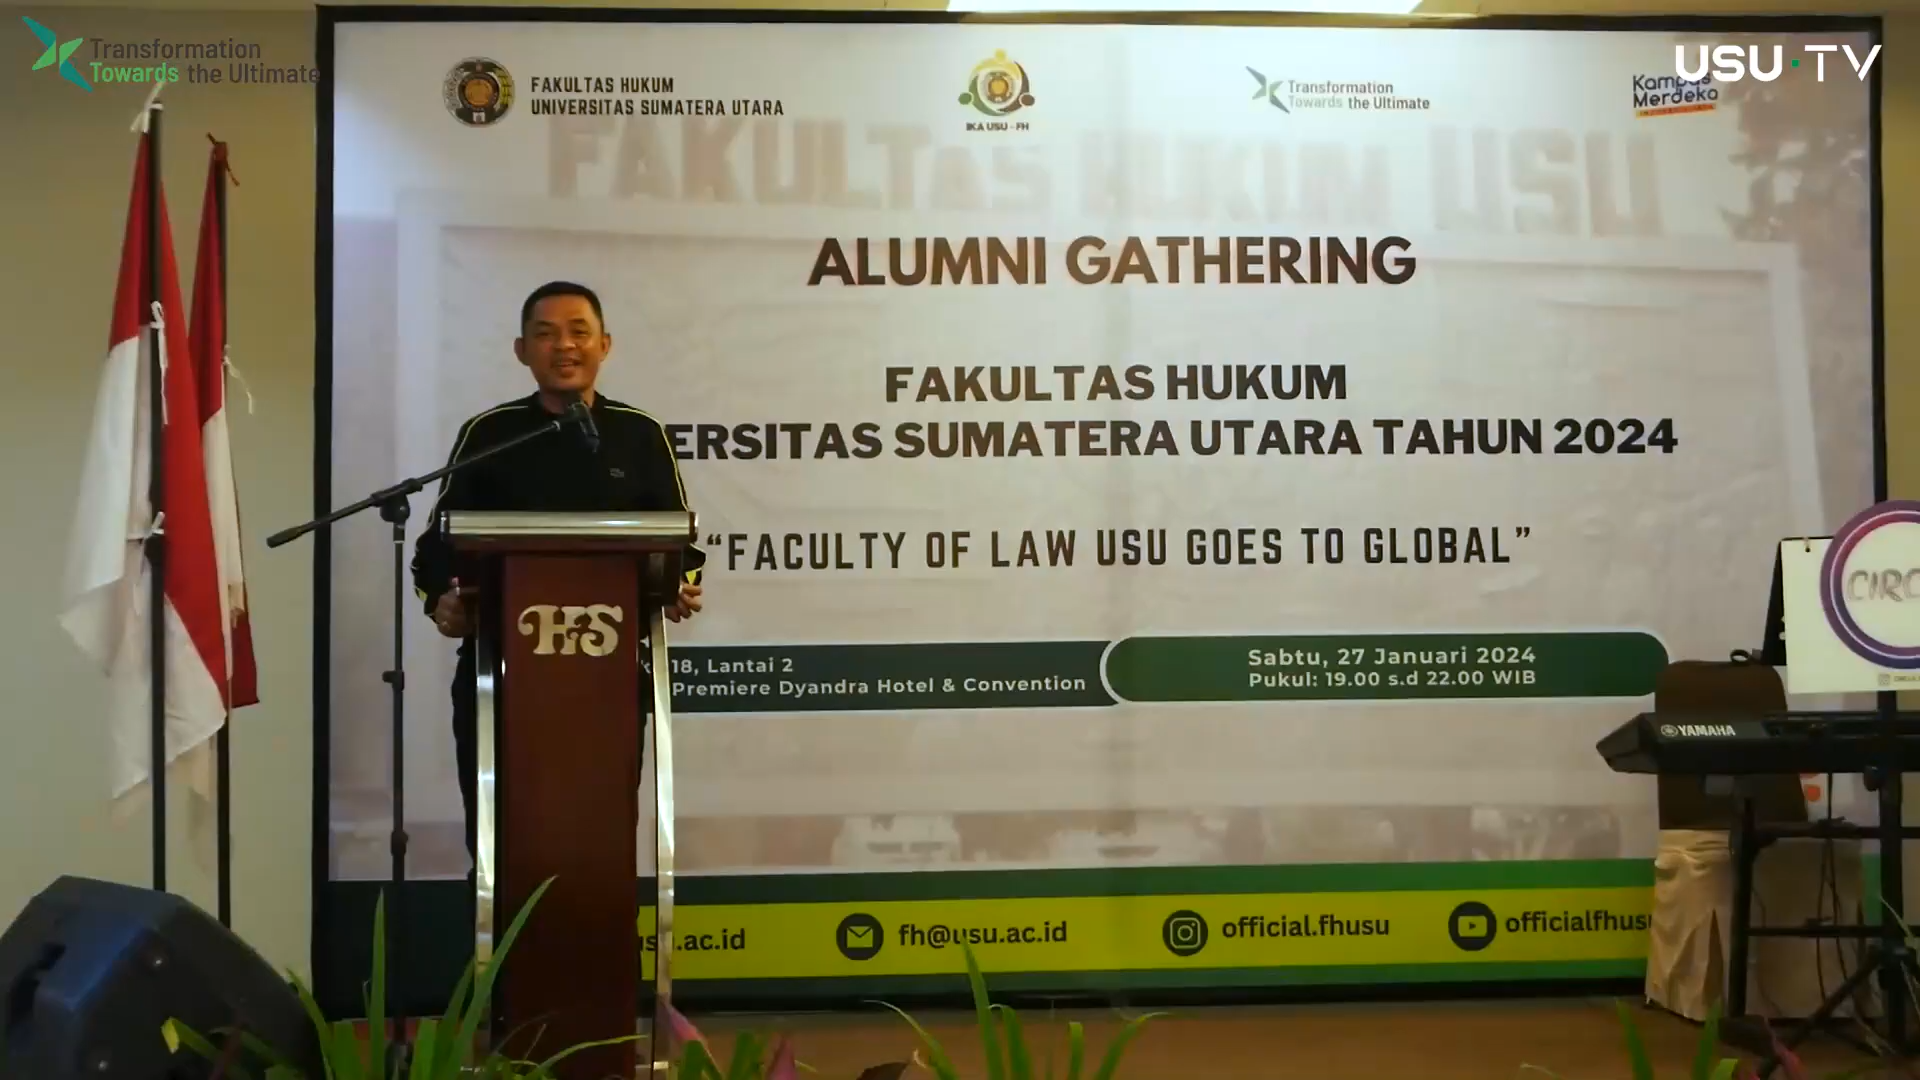 Transformation
Towards the Ultimate
USU TV
FAKULTAS HUKUM
UNIVERSITAS SUMATERA UTARA
IKA USU - FH
Transformation
Towards the Ultimate
Kampus
Merdeka
FAKULTAS HUKUM USU
ALUMNI GATHERING
FAKULTAS HUKUM
ERSITAS SUMATERA UTARA TAHUN 2024
“FACULTY OF LAW USU GOES TO GLOBAL”
18, Lantai 2
Premiere Dyandra Hotel & Convention
Sabtu, 27 Januari 2024
Pukul: 19.00 s.d 22.00 WIB
HS
CIRC
YAMAHA
usu.ac.id
fh@usu.ac.id
official.fhusu
officialfhusu